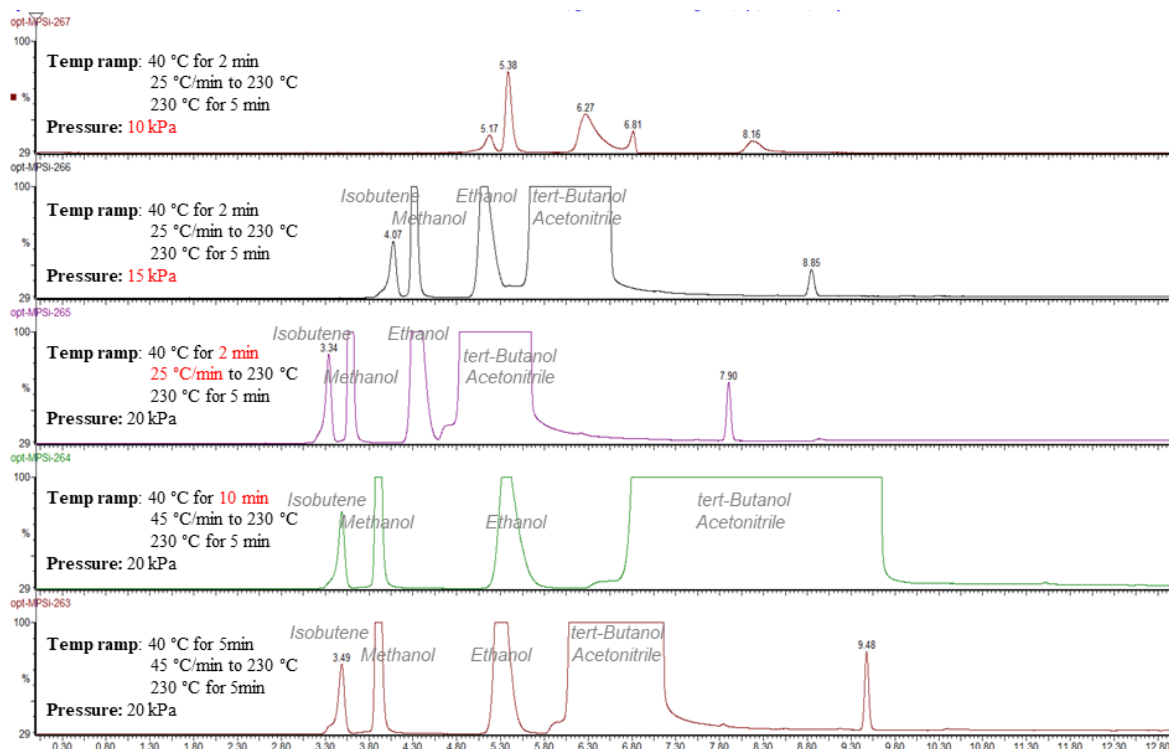 opt-MPSi-267
100
%
29
Temp ramp: 40 °C for 2 min
25 °C/min to 230 °C
230 °C for 5 min
Pressure: 10 kPa
5.17
5.38
6.27
6.81
8.16
opt-MPSi-266
100
%
29
Temp ramp: 40 °C for 2 min
25 °C/min to 230 °C
230 °C for 5 min
Pressure: 15 kPa
Isobutene
Methanol
Ethanol
tert-Butanol
Acetonitrile
4.07
8.85
opt-MPSi-265
100
%
29
Temp ramp: 40 °C for 2 min
25 °C/min to 230 °C
230 °C for 5 min
Pressure: 20 kPa
Isobutene
Methanol
Ethanol
tert-Butanol
Acetonitrile
3.34
7.90
opt-MPSi-264
100
%
29
Temp ramp: 40 °C for 10 min
45 °C/min to 230 °C
230 °C for 5 min
Pressure: 20 kPa
Isobutene
Methanol
Ethanol
tert-Butanol
Acetonitrile
opt-MPSi-263
100
%
29
Temp ramp: 40 °C for 5min
45 °C/min to 230 °C
230 °C for 5min
Pressure: 20 kPa
Isobutene
Methanol
Ethanol
tert-Butanol
Acetonitrile
3.49
9.48
0.30 0.80 1.30 1.80 2.30 2.80 3.30 3.80 4.30 4.80 5.30 5.80 6.30 6.80 7.30 7.80 8.30 8.80 9.30 9.80 10.30 10.80 11.30 11.80 12.30